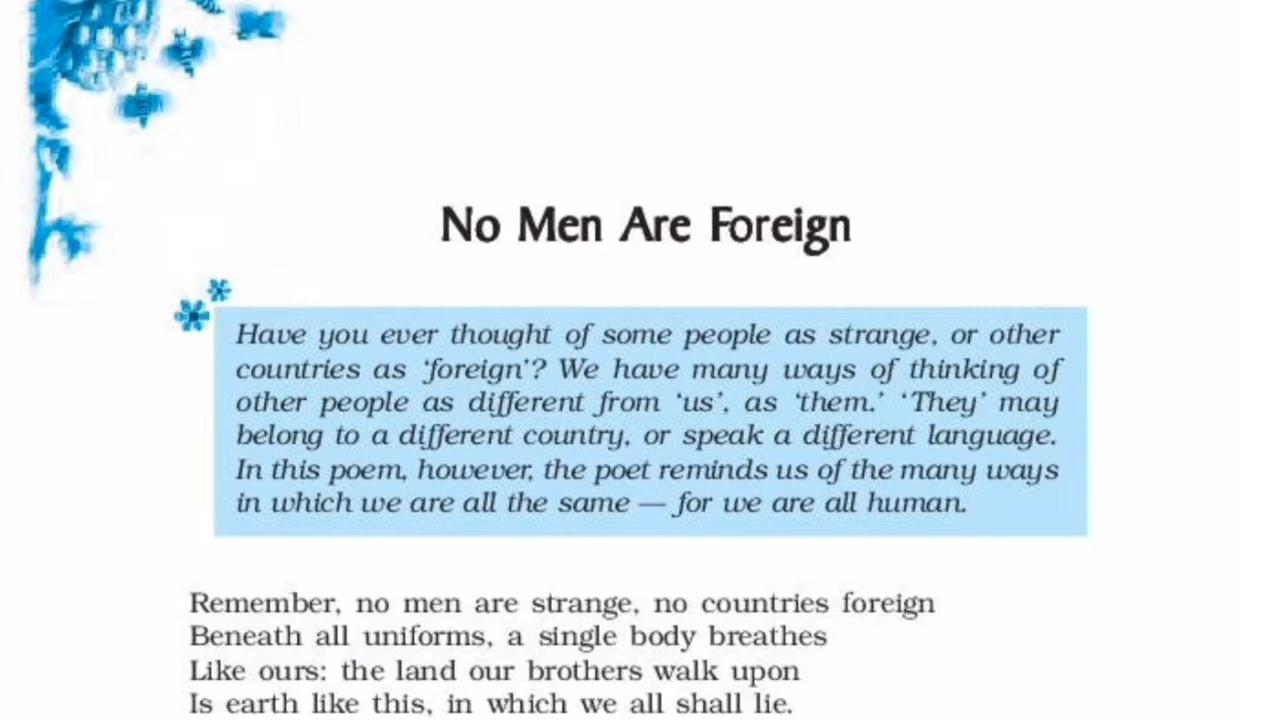 No Men Are Foreign
Have you ever thought of some people as strange, or other
countries as ‘foreign’? We have many ways of thinking of
other people as different from ‘us’, as ‘them.’ ‘They’ may
belong to a different country, or speak a different language.
In this poem, however, the poet reminds us of the many ways
in which we are all the same — for we are all human.
Remember, no men are strange, no countries foreign
Beneath all uniforms, a single body breathes
Like ours: the land our brothers walk upon
Is earth like this, in which we all shall lie.